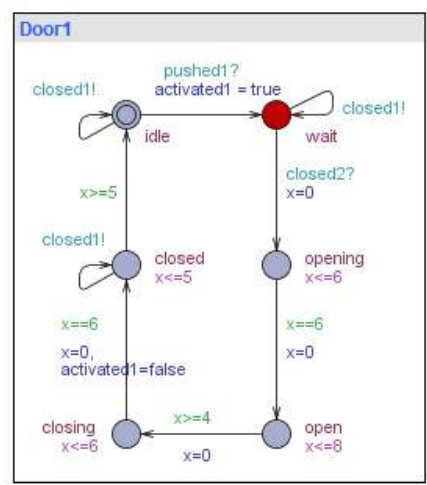 Door1
pushed1?
closed1!
activated1 = true
closed1!
idle
wait
closed2?
x>=5
x=0
closed1!
closed
opening
x<=5
x<=6
x==6
x==6
x=0,
x=0
activated1=false
x>=4
closing
open
x<=6
x<=8
x=0